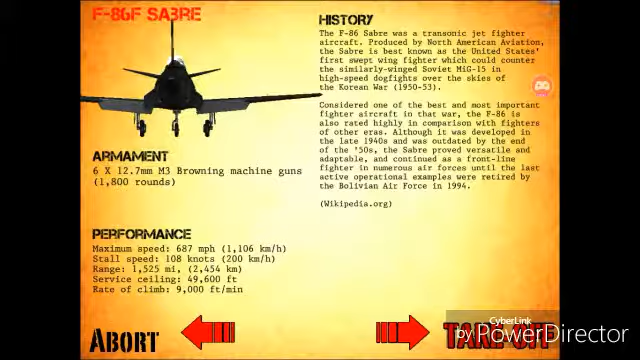 F-86F SABRE
ARMAMENT
6 X 12.7mm M3 Browning machine guns
(1,800 rounds)
PERFORMANCE
Maximum speed: 687 mph (1,106 km/h)
Stall speed: 108 knots (200 km/h)
Range: 1,525 mi, (2,454 km)
Service ceiling: 49,600 ft
Rate of climb: 9,000 ft/min
HISTORY
The F-86 Sabre was a transonic jet fighter
aircraft. Produced by North American Aviation,
the Sabre is best known as the United States'
first swept wing fighter which could counter
the similarly-winged Soviet MiG-15 in
high-speed dogfights over the skies of
the Korean War (1950-53).
Considered one of the best and most important
fighter aircraft in that war, the F-86 is
also rated highly in comparison with fighters
of other eras. Although it was developed in
the late 1940s and was outdated by the end
of the '50s, the Sabre proved versatile and
adaptable, and continued as a front-line
fighter in numerous air forces until the last
active operational examples were retired by
the Bolivian Air Force in 1994.
(Wikipedia.org)
ABORT
TAKE OFF
CyberLink
by PowerDirector